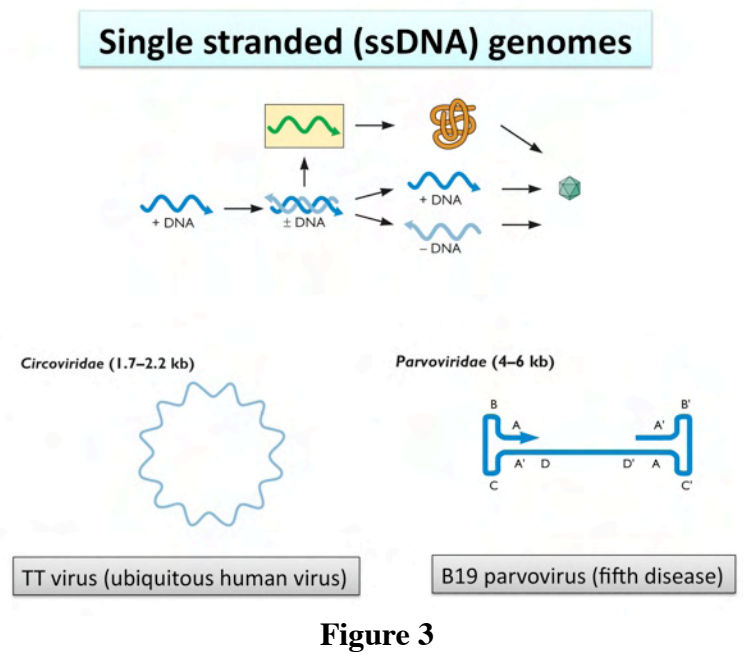 Single stranded (ssDNA) genomes
+ DNA
± DNA
+ DNA
− DNA
Circoviridae (1.7–2.2 kb)
Parvoviridae (4–6 kb)
B
A
A' D
C
B'
A'
D' A
C'
TT virus (ubiquitous human virus)
B19 parvovirus (fifth disease)
Figure 3